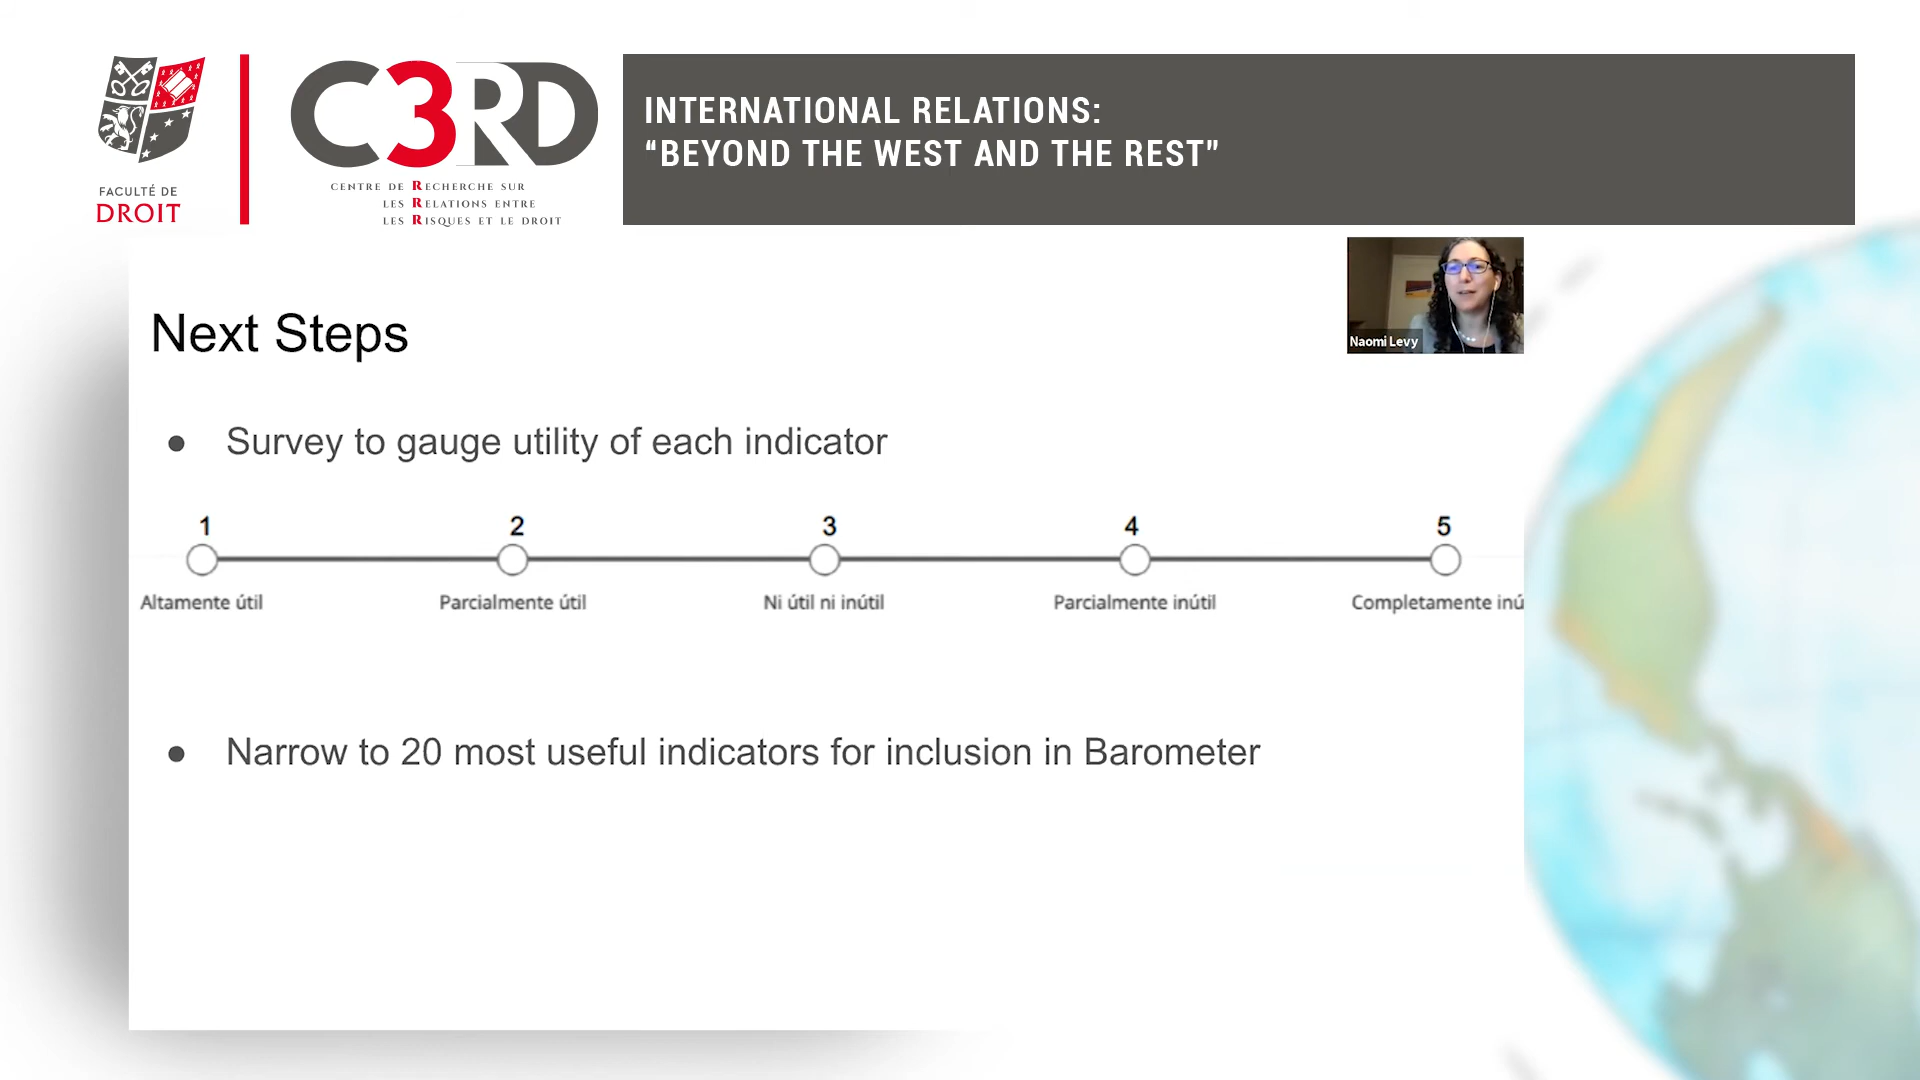 FACULTÉ DE
DROIT
C3RD
CENTRE DE RECHERCHE SUR
LES RELATIONS ENTRE
LES RISQUES ET LE DROIT
INTERNATIONAL RELATIONS:
“BEYOND THE WEST AND THE REST”
Naomi Levy
Next Steps
● Survey to gauge utility of each indicator
1 2 3 4 5
Altamente útil Parcialmente útil Ni útil ni inútil Parcialmente inútil Completamente inú
● Narrow to 20 most useful indicators for inclusion in Barometer